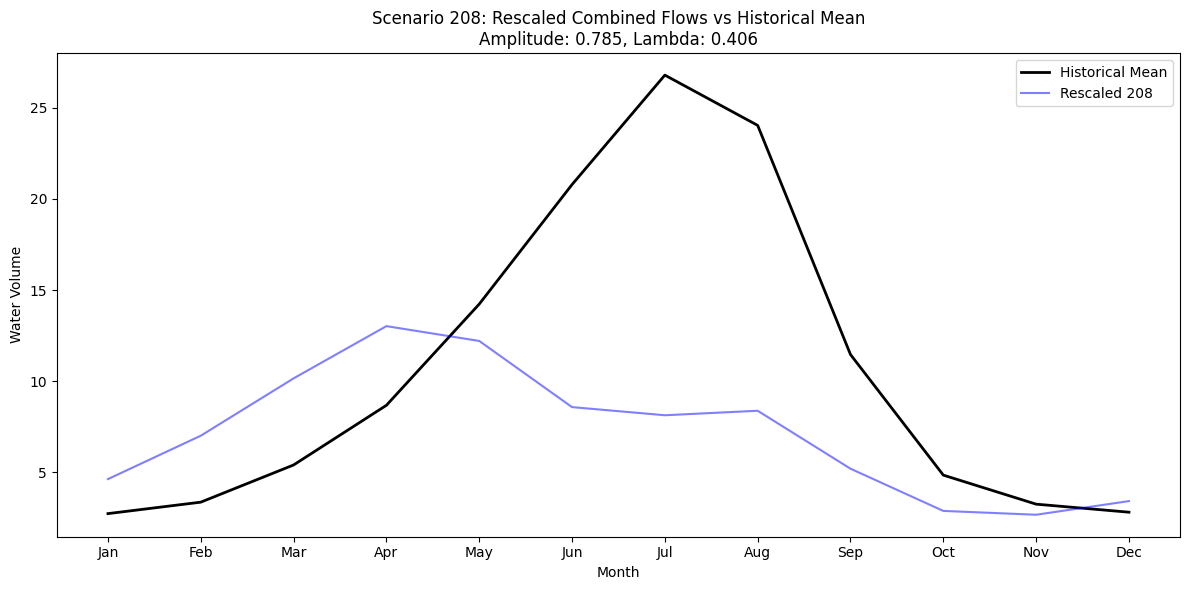 Scenario 208: Rescaled Combined Flows vs Historical Mean
Amplitude: 0.785, Lambda: 0.406
Historical Mean
Rescaled 208
Water Volume
25
20
15
10
5
Jan Feb Mar Apr May Jun Jul Aug Sep Oct Nov Dec
Month